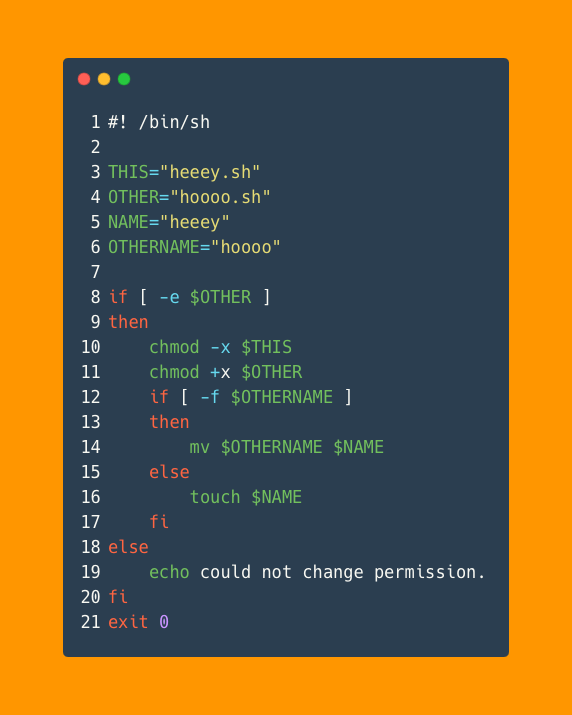 1 #! /bin/sh
2
3 THIS="heeey.sh"
4 OTHER="hoooo.sh"
5 NAME="heeey"
6 OTHERNAME="hoooo"
7
8 if [ -e $OTHER ]
9 then
10     chmod -x $THIS
11     chmod +x $OTHER
12     if [ -f $OTHERNAME ]
13     then
14         mv $OTHERNAME $NAME
15     else
16         touch $NAME
17     fi
18 else
19     echo could not change permission.
20 fi
21 exit 0